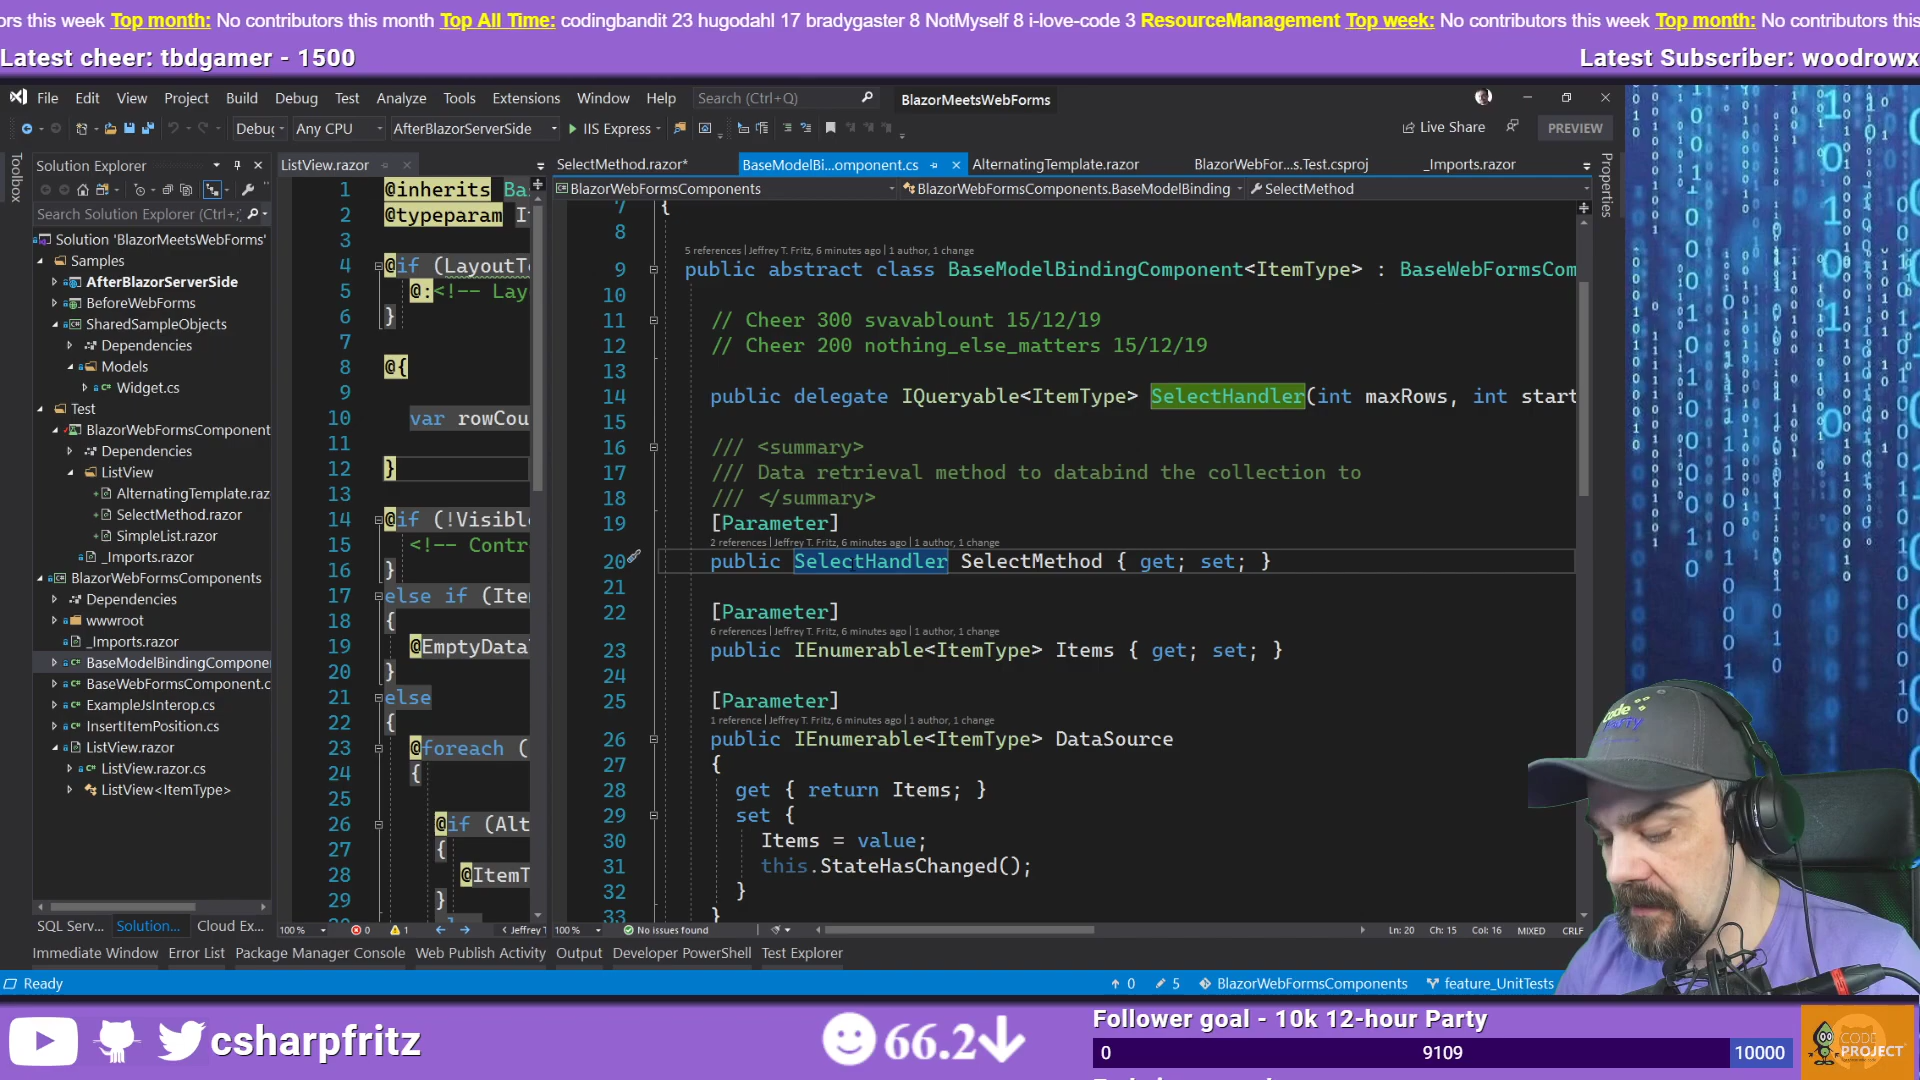 ors this week Top month: No contributors this month Top All Time: codingbandit 23 hugodahl 17 bradygaster 8 NotMyself 8 i-love-code 3 ResourceManagement Top week: No contributors this week Top month: No contributors this
Latest cheer: tbdgamer - 1500
Latest Subscriber: woodrowx
File Edit View Project Build Debug Test Analyze Tools Extensions Window Help Search (Ctrl+Q) BlazorMeetsWebForms
Debug Any CPU AfterBlazorServerSide IIS Express Live Share PREVIEW
Toolbox
Solution Explorer
Search Solution Explorer (Ctrl+;
Solution 'BlazorMeetsWebForms'
Samples
AfterBlazorServerSide
BeforeWebForms
SharedSampleObjects
Dependencies
Models
Widget.cs
Test
BlazorWebFormsComponent
Dependencies
ListView
AlternatingTemplate.raz
SelectMethod.razor
SimpleList.razor
_Imports.razor
BlazorWebFormsComponents
Dependencies
wwwroot
_Imports.razor
BaseModelBindingCompone
BaseWebFormsComponent.c
ExampleJsInterop.cs
InsertItemPosition.cs
ListView.razor
ListView.razor.cs
ListView<ItemType>
SQL Serv... Solution... Cloud Ex...
ListView.razor
1 @inherits Ba
2 @typeparam It
3
4 @if (LayoutTe
5 @:<!-- Lay
6 }
7
8 @{
9
10 var rowCou
11
12 }
13
14 @if (!Visible
15 <!-- Contr
16 }
17 else if (Item
18 {
19 @EmptyData
20 }
21 else
22 {
23 @foreach (
24 {
25
26 @if (Alt
27 {
28 @ItemT
29 }
100 % 0 1 Jeffrey T
SelectMethod.razor* BaseModelBi...omponent.cs AlternatingTemplate.razor BlazorWebFor...s.Test.csproj _Imports.razor
BlazorWebFormsComponents BlazorWebFormsComponents.BaseModelBinding SelectMethod
Properties
7 {
8
5 references | Jeffrey T. Fritz, 6 minutes ago | 1 author, 1 change
9 public abstract class BaseModelBindingComponent<ItemType> : BaseWebFormsCom
10
11 // Cheer 300 svavablount 15/12/19
12 // Cheer 200 nothing_else_matters 15/12/19
13
14 public delegate IQueryable<ItemType> SelectHandler(int maxRows, int start
15
16 /// <summary>
17 /// Data retrieval method to databind the collection to
18 /// </summary>
19 [Parameter]
2 references | Jeffrey T. Fritz, 6 minutes ago | 1 author, 1 change
20 public SelectHandler SelectMethod { get; set; }
21
22 [Parameter]
6 references | Jeffrey T. Fritz, 6 minutes ago | 1 author, 1 change
23 public IEnumerable<ItemType> Items { get; set; }
24
25 [Parameter]
1 reference | Jeffrey T. Fritz, 6 minutes ago | 1 author, 1 change
26 public IEnumerable<ItemType> DataSource
27 {
28 get { return Items; }
29 set {
30 Items = value;
31 this.StateHasChanged();
32 }
33 }
100 % No issues found Ln: 20 Ch: 15 Col: 16 MIXED CRLF
Immediate Window Error List Package Manager Console Web Publish Activity Output Developer PowerShell Test Explorer
Ready 0 5 BlazorWebFormsComponents feature_UnitTests
code
Party
csharpfritz
66.2
Follower goal - 10k 12-hour Party
0 9109 10000
CODE
PROJECT